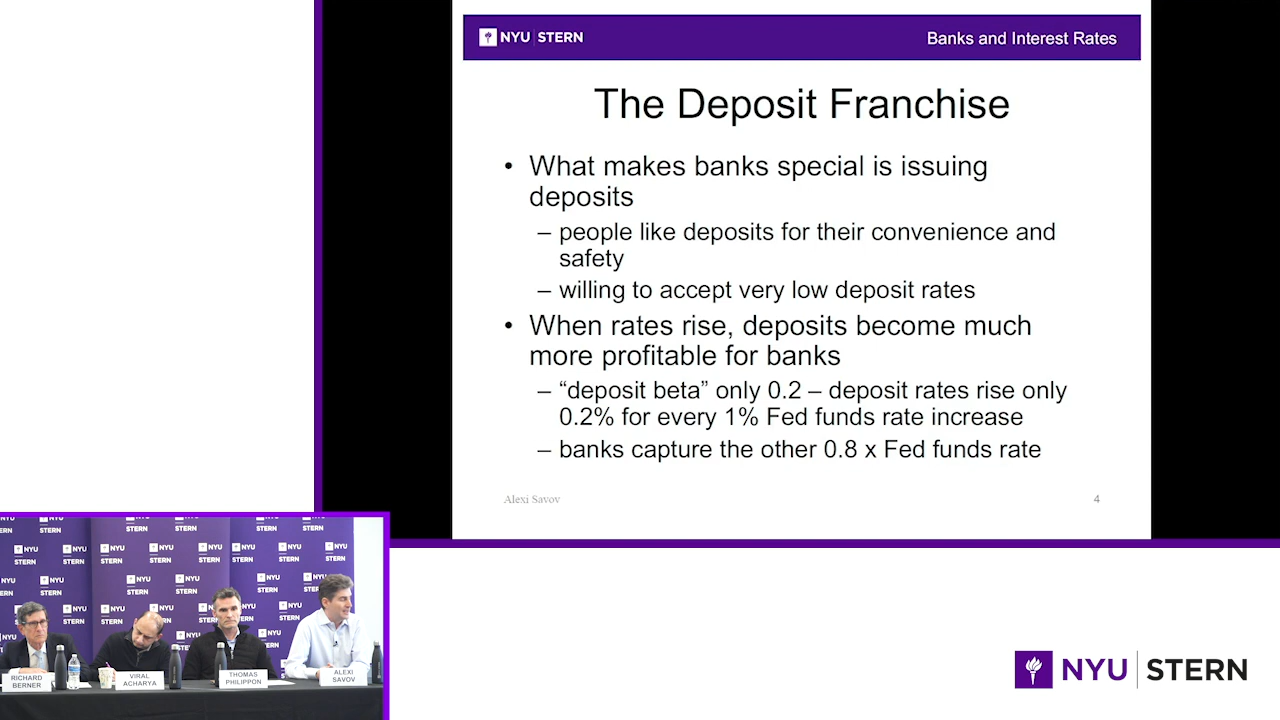 NYU STERN
Banks and Interest Rates
The Deposit Franchise
• What makes banks special is issuing
deposits
– people like deposits for their convenience and
safety
– willing to accept very low deposit rates
• When rates rise, deposits become much
more profitable for banks
– “deposit beta” only 0.2 – deposit rates rise only
0.2% for every 1% Fed funds rate increase
– banks capture the other 0.8 x Fed funds rate
Alexi Savov
4
RICHARD
BERNER
VIRAL
ACHARYA
THOMAS
PHILIPPON
ALEXI
SAVOV
NYU STERN